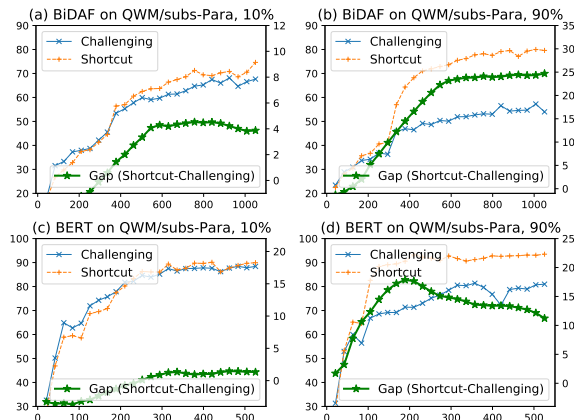 (a) BiDAF on QWM/subs-Para, 10%
90 80 70 60 50 40 30 20
Challenging
Shortcut
Gap (Shortcut-Challenging)
12 10 8 6 4 2 0
0 200 400 600 800 1000
(b) BiDAF on QWM/subs-Para, 90%
90 80 70 60 50 40 30 20
Challenging
Shortcut
Gap (Shortcut-Challenging)
35 30 25 20 15 10 5 0
0 200 400 600 800 1000
(c) BERT on QWM/subs-Para, 10%
100 90 80 70 60 50 40 30
Challenging
Shortcut
Gap (Shortcut-Challenging)
20 15 10 5 0
0 100 200 300 400 500
(d) BERT on QWM/subs-Para, 90%
100 90 80 70 60 50 40 30
Challenging
Shortcut
Gap (Shortcut-Challenging)
25 20 15 10 5 0
0 100 200 300 400 500